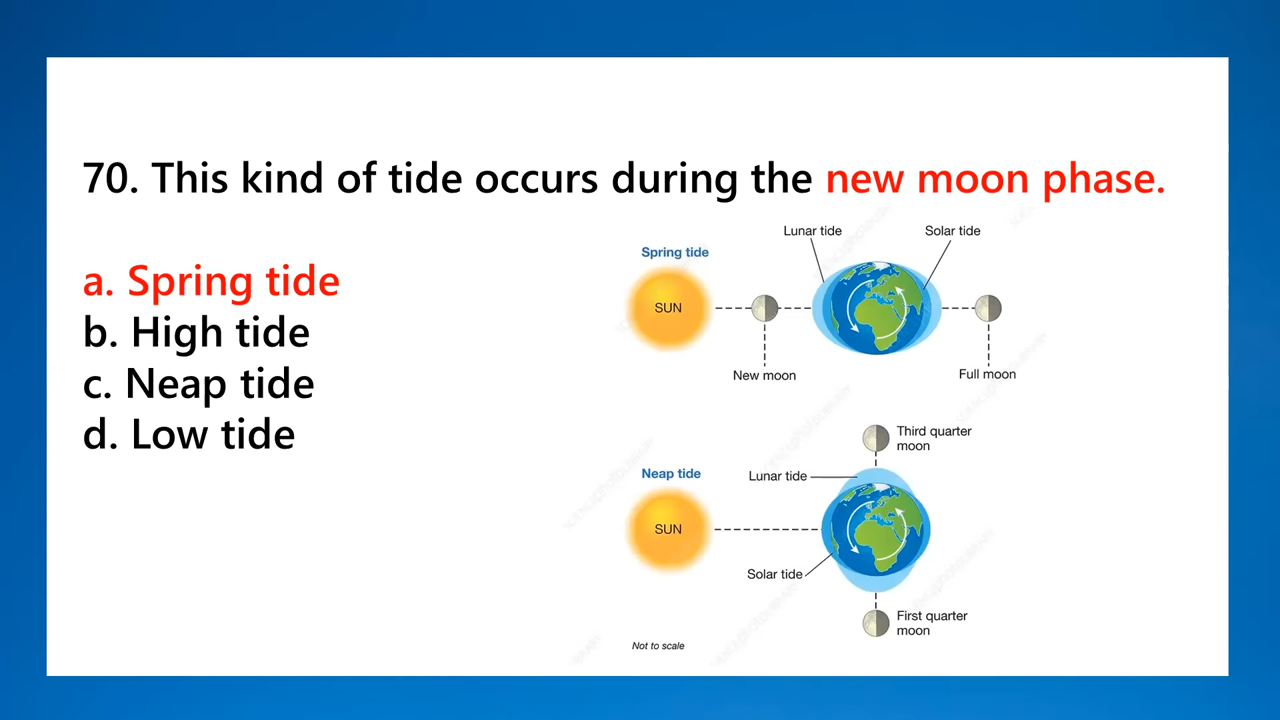 70. This kind of tide occurs during the new moon phase.
a. Spring tide
b. High tide
c. Neap tide
d. Low tide
Lunar tide
Solar tide
Spring tide
SUN
New moon
Full moon
Third quarter
moon
Neap tide
Lunar tide
SUN
Solar tide
First quarter
moon
Not to scale